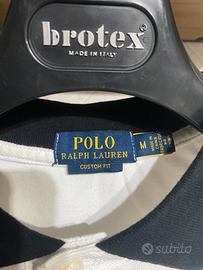 brotex
MADE IN ITALY
POLO
RALPH LAUREN
CUSTOM FIT
M
subito